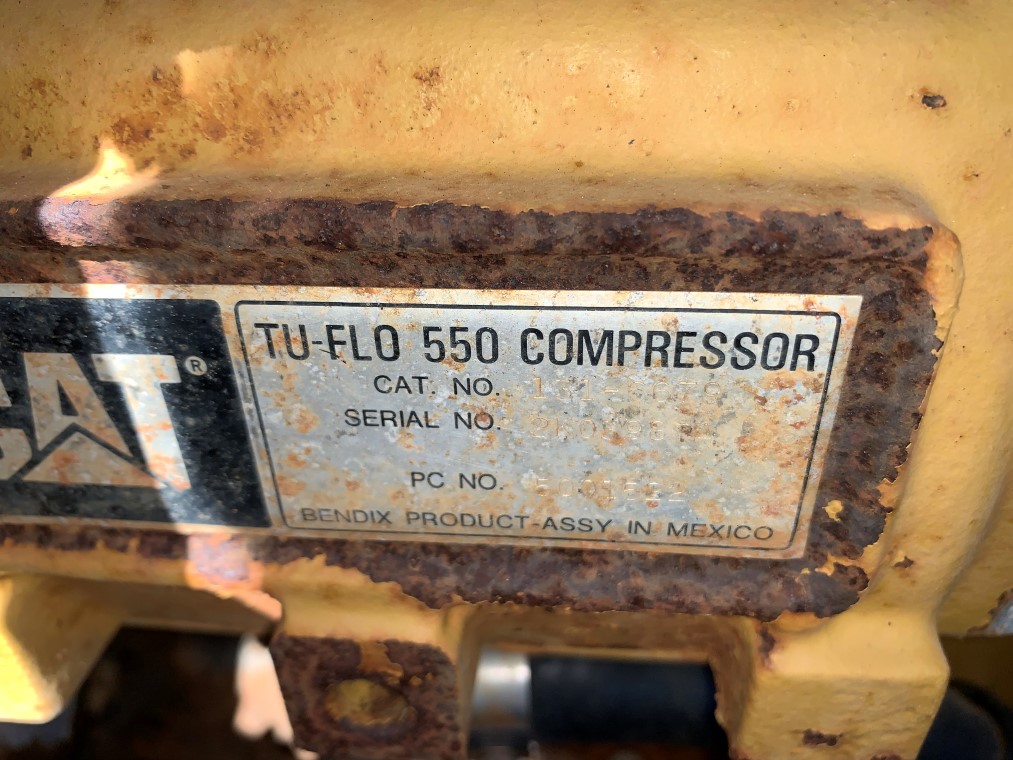 CAT®
TU-FLO 550 COMPRESSOR
CAT. NO.
SERIAL NO.
PC NO.
BENDIX PRODUCT-ASSY IN MEXICO